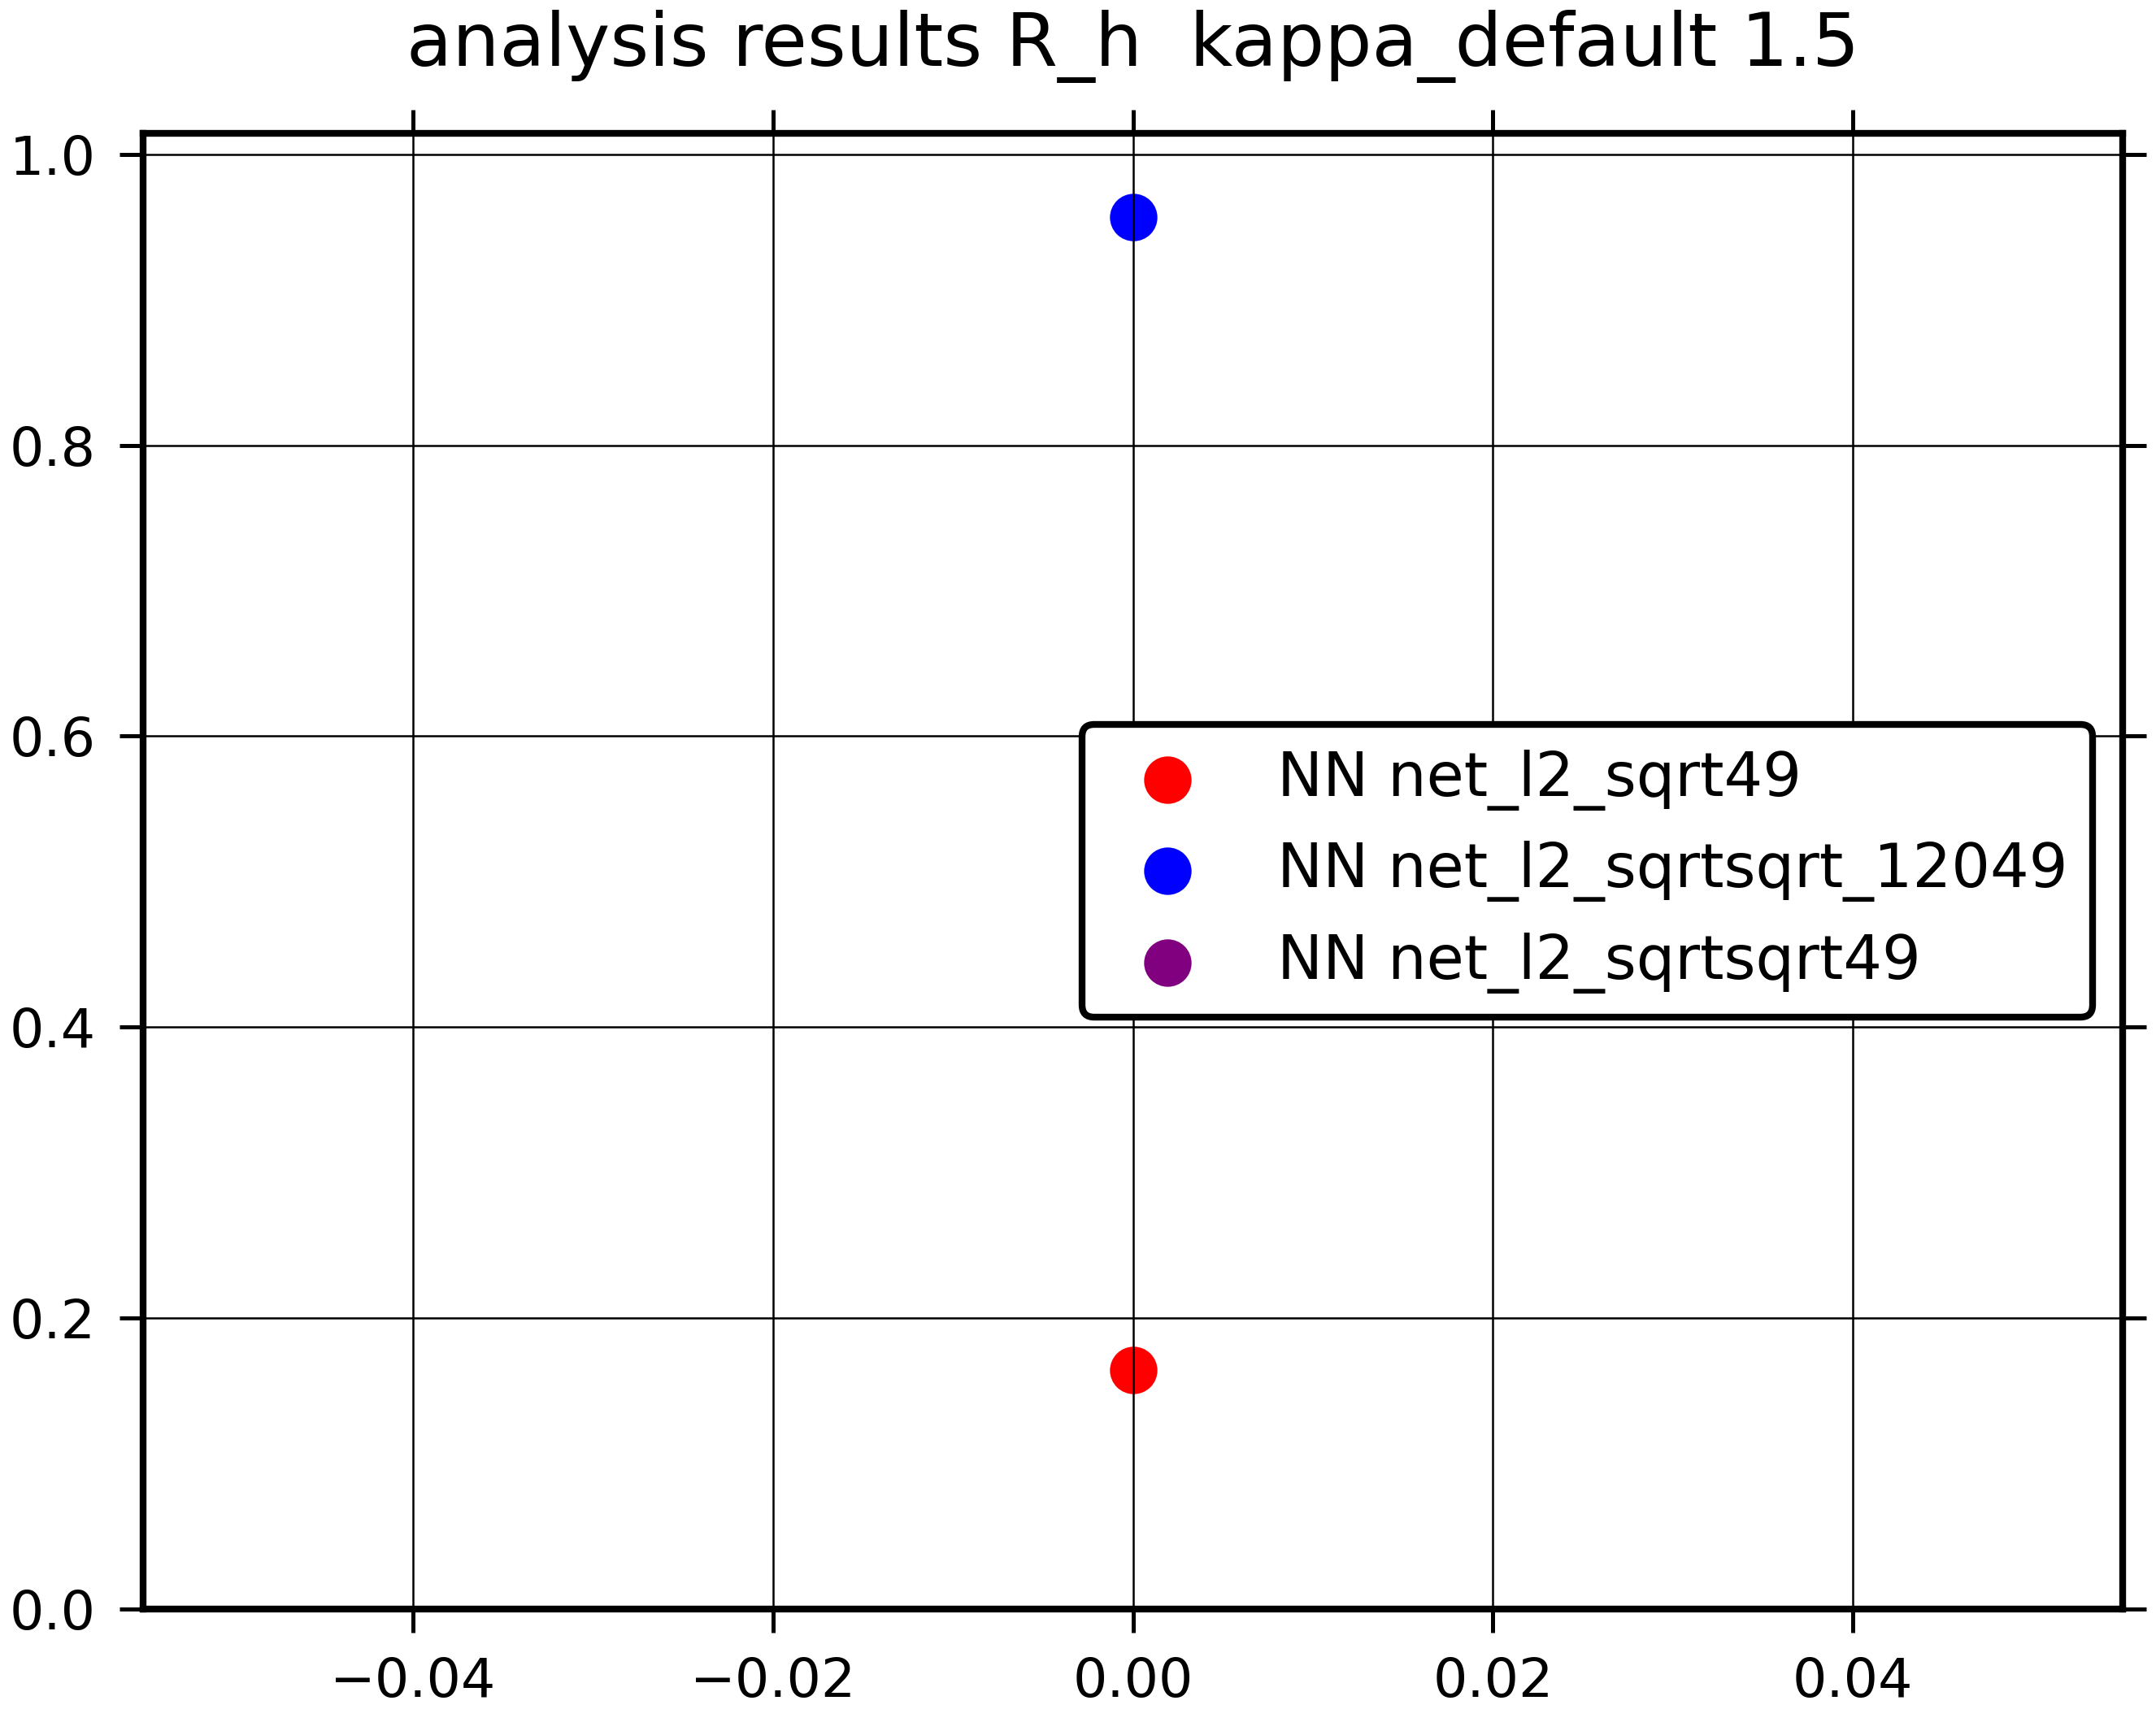 analysis results R_h  kappa_default 1.5
1.0
0.8
0.6
0.4
0.2
0.0
NN net_l2_sqrt49
NN net_l2_sqrtsqrt_12049
NN net_l2_sqrtsqrt49
−0.04 −0.02 0.00 0.02 0.04